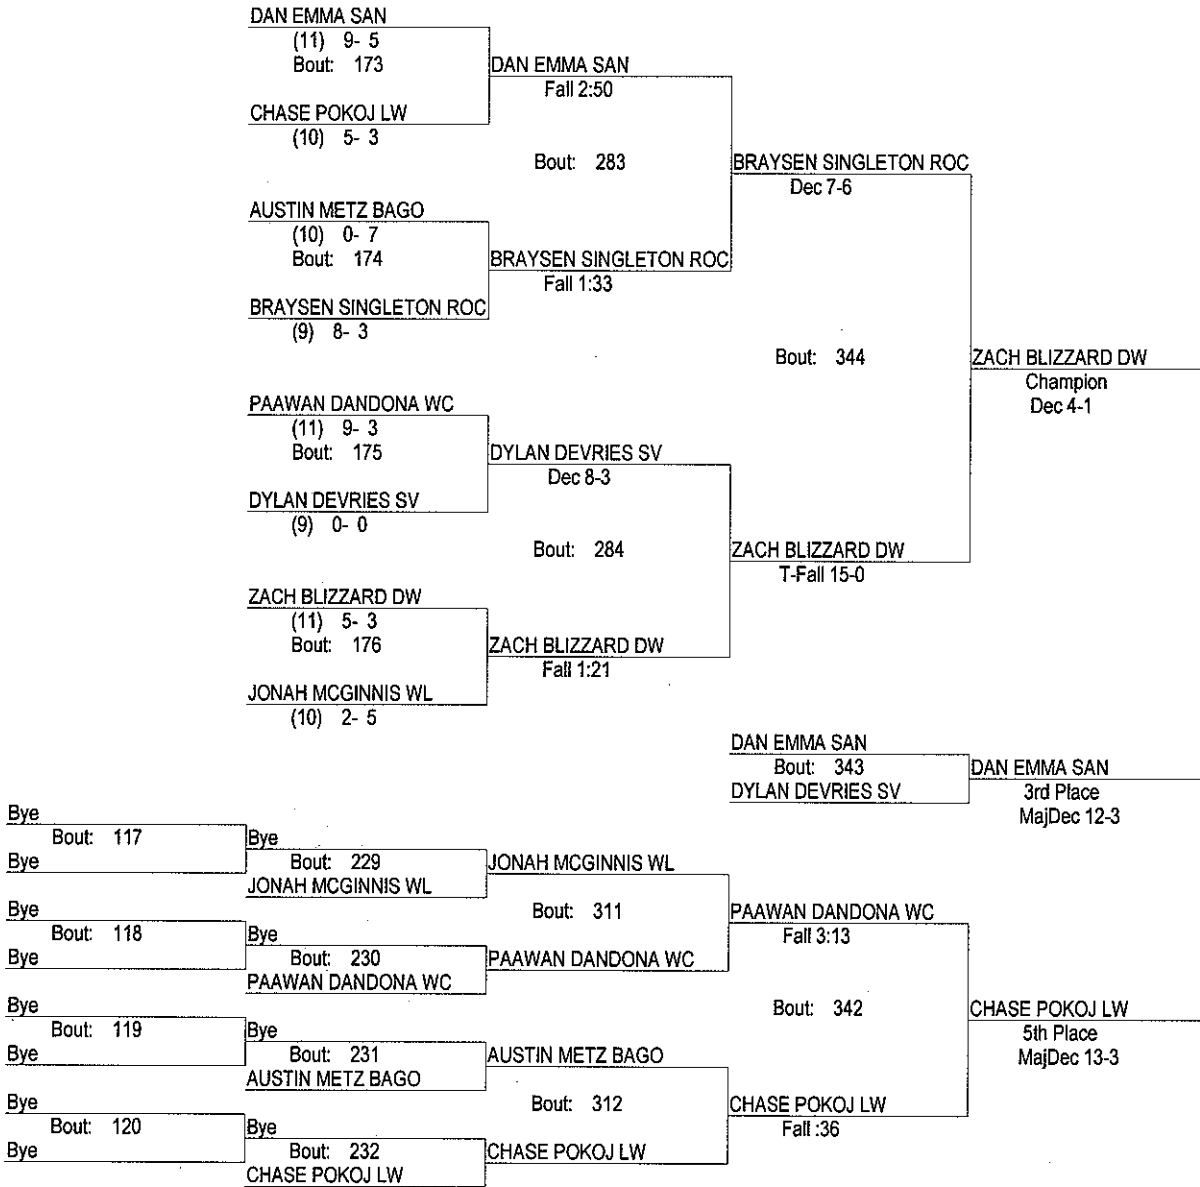 DAN EMMA SAN
(11) 9- 5
Bout: 173
CHASE POKOJ LW
(10) 5- 3
DAN EMMA SAN
Fall 2:50
Bout: 283
AUSTIN METZ BAGO
(10) 0- 7
Bout: 174
BRAYSEN SINGLETON ROC
(9) 8- 3
BRAYSEN SINGLETON ROC
Fall 1:33
BRAYSEN SINGLETON ROC
Dec 7-6
Bout: 344
PAAWAN DANDONA WC
(11) 9- 3
Bout: 175
DYLAN DEVRIES SV
(9) 0- 0
DYLAN DEVRIES SV
Dec 8-3
Bout: 284
ZACH BLIZZARD DW
(11) 5- 3
Bout: 176
JONAH MCGINNIS WL
(10) 2- 5
ZACH BLIZZARD DW
Fall 1:21
ZACH BLIZZARD DW
T-Fall 15-0
ZACH BLIZZARD DW
Champion
Dec 4-1
DAN EMMA SAN
Bout: 343
DYLAN DEVRIES SV
DAN EMMA SAN
3rd Place
MajDec 12-3
Bye
Bout: 117
Bye
Bye
Bout: 229
JONAH MCGINNIS WL
JONAH MCGINNIS WL
Bout: 311
Bye
Bout: 118
Bye
Bye
Bout: 230
PAAWAN DANDONA WC
PAAWAN DANDONA WC
PAAWAN DANDONA WC
Fall 3:13
Bout: 342
Bye
Bout: 119
Bye
Bye
Bout: 231
AUSTIN METZ BAGO
AUSTIN METZ BAGO
Bout: 312
Bye
Bout: 120
Bye
Bye
Bout: 232
CHASE POKOJ LW
CHASE POKOJ LW
CHASE POKOJ LW
Fall :36
CHASE POKOJ LW
5th Place
MajDec 13-3